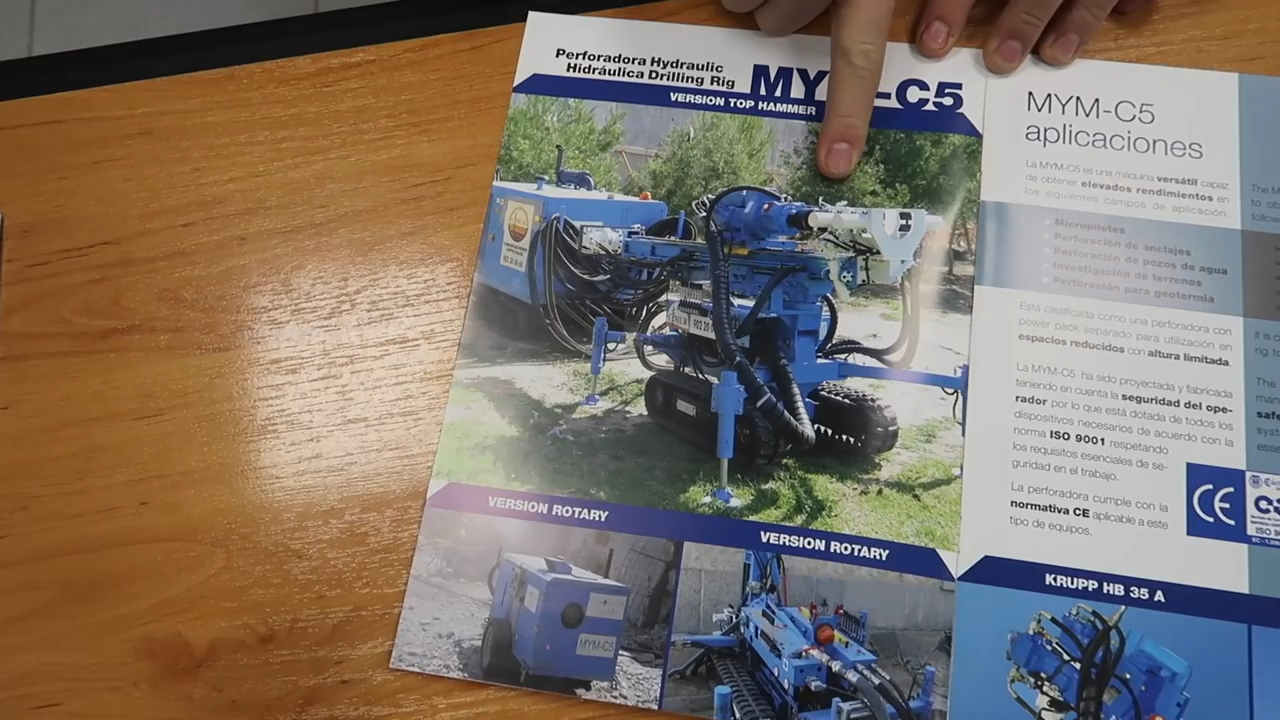 Perforadora Hydraulic
Hidráulica Drilling Rig
MY -C5
VERSION TOP HAMMER
MYM-C5
aplicaciones
La MYM-C5 es una máquina versátil capaz
de obtener elevados rendimientos en
los siguientes campos de aplicación:
Micropilotes
Perforación de anclajes
Perforación de pozos de agua
Investigación de terrenos
Perforación para geotermia
Está clasificada como una perforadora con
power pack separado para utilización en
espacios reducidos con altura limitada.
La MYM-C5 ha sido proyectada y fabricada
teniendo en cuenta la seguridad del ope-
rador por lo que está dotada de todos los
dispositivos necesarios de acuerdo con la
norma ISO 9001 respetando
los requisitos esenciales de se-
guridad en el trabajo.
La perforadora cumple con la
normativa CE aplicable a este
tipo de equipos.
CE
VERSION ROTARY
VERSION ROTARY
KRUPP HB 35 A
MYM-C5